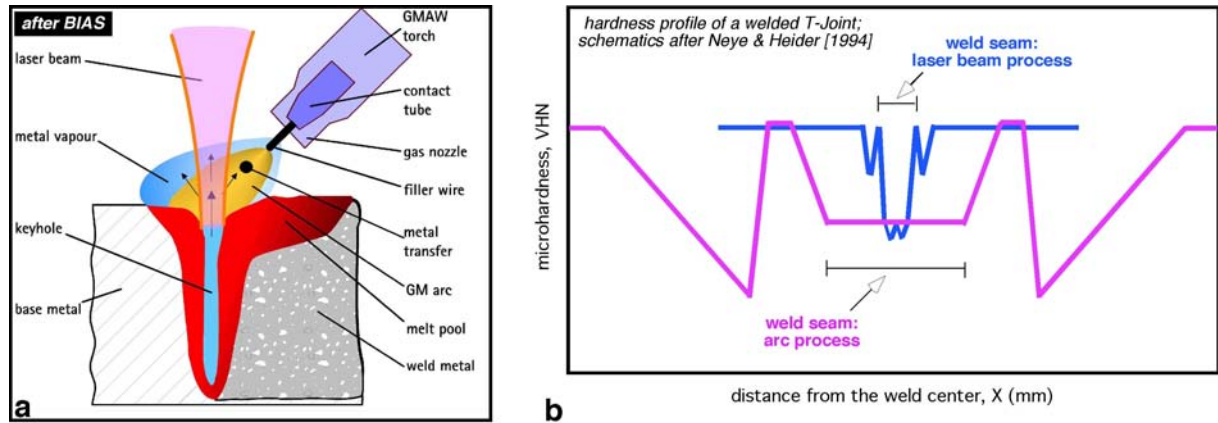 after BIAS
laser beam
metal vapour
keyhole
base metal
GMAW
torch
contact
tube
gas nozzle
filler wire
metal
transfer
GM arc
melt pool
weld metal
a
hardness profile of a welded T-Joint;
schematics after Neye & Heider [1994]
weld seam:
laser beam process
weld seam:
arc process
microhardness, VHN
distance from the weld center, X (mm)
b